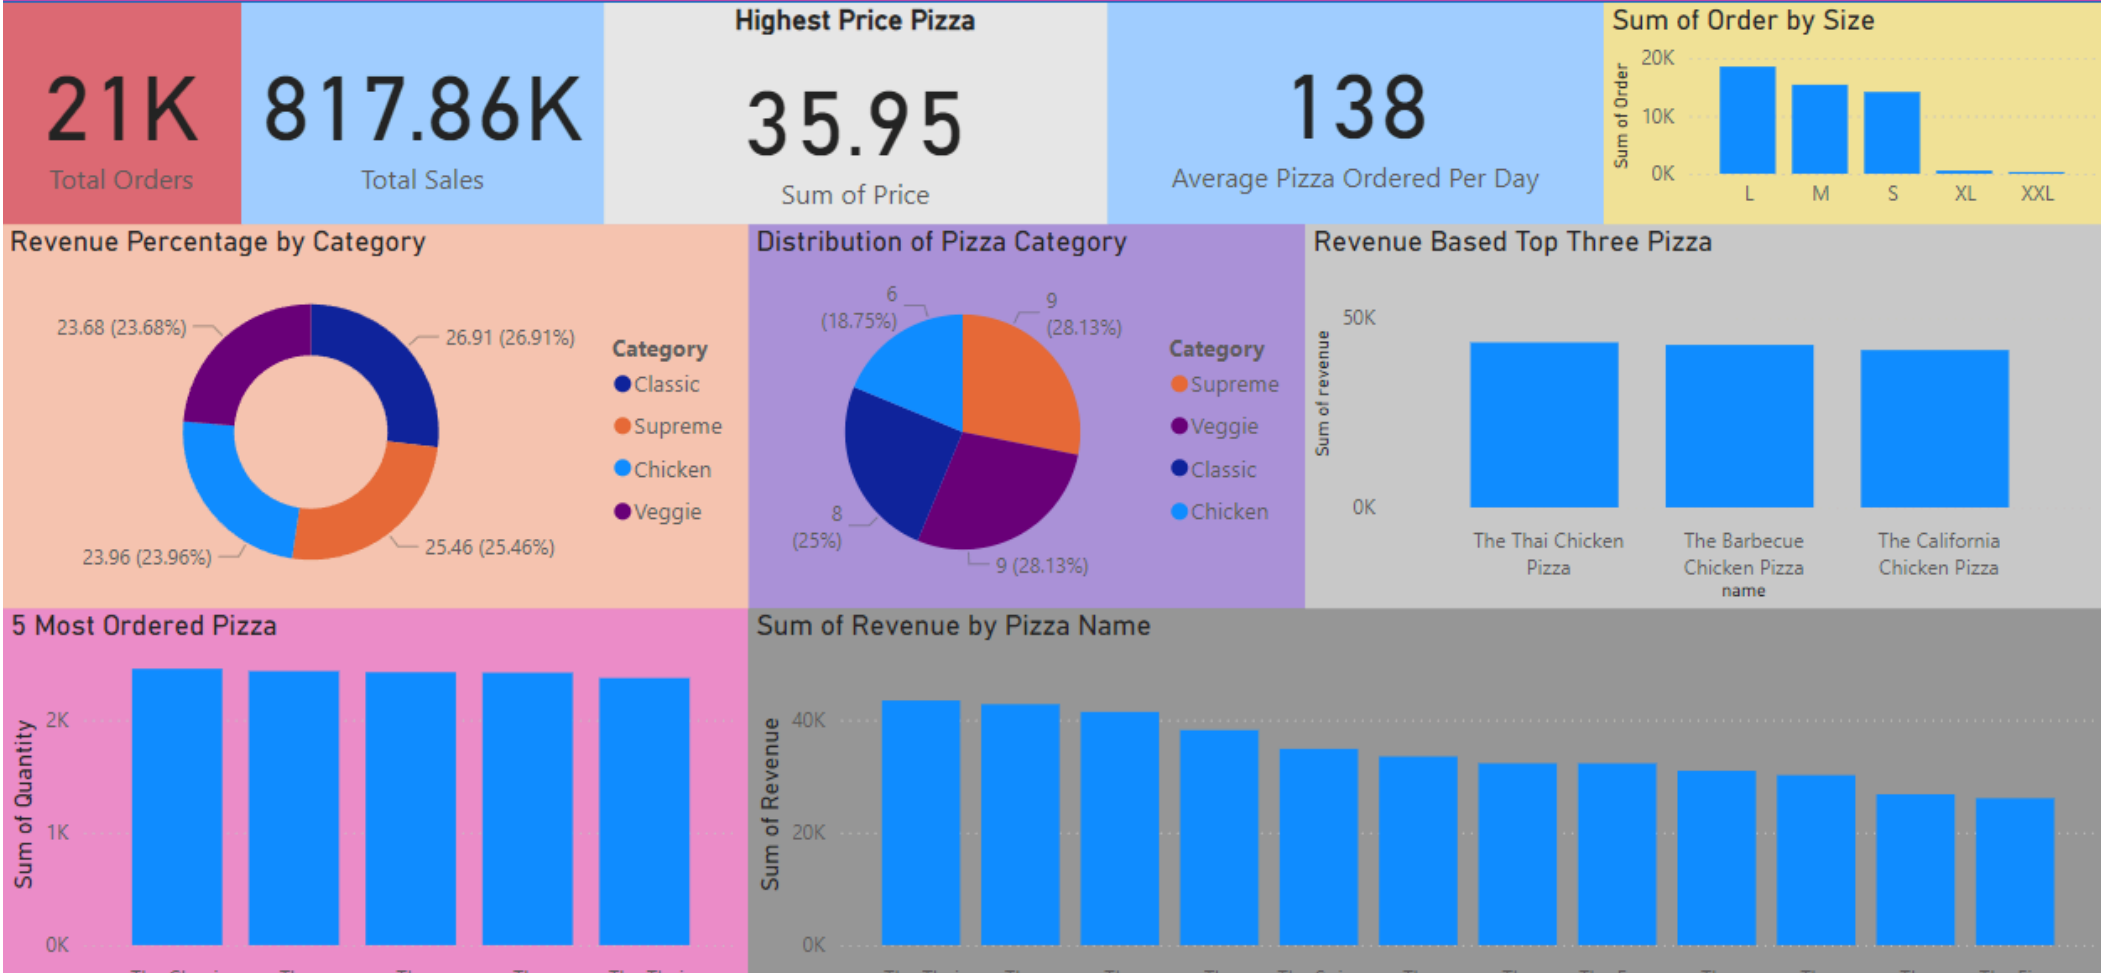 21K
Total Orders
817.86K
Total Sales
Highest Price Pizza
35.95
Sum of Price
138
Average Pizza Ordered Per Day
Sum of Order by Size
Sum of Order
20K
10K
0K
L M S XL XXL
Revenue Percentage by Category
23.68 (23.68%)
26.91 (26.91%)
23.96 (23.96%)
25.46 (25.46%)
Category
Classic
Supreme
Chicken
Veggie
Distribution of Pizza Category
6
(18.75%)
9
(28.13%)
8
(25%)
9 (28.13%)
Category
Supreme
Veggie
Classic
Chicken
Revenue Based Top Three Pizza
Sum of revenue
50K
0K
The Thai Chicken
Pizza
The Barbecue
Chicken Pizza
The California
Chicken Pizza
name
5 Most Ordered Pizza
Sum of Quantity
2K
1K
0K
Sum of Revenue by Pizza Name
Sum of Revenue
40K
20K
0K